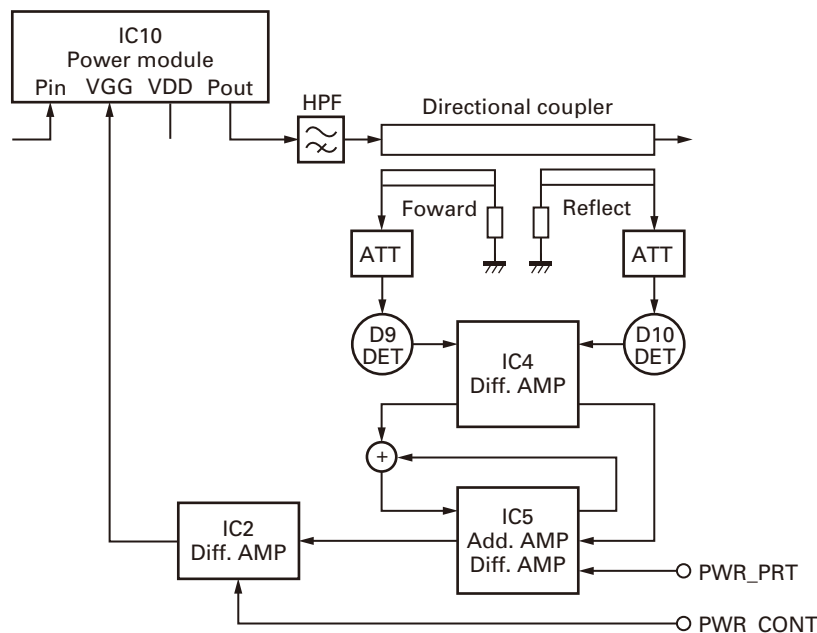 IC10
Power module
Pin VGG VDD Pout
HPF
Directional coupler
Foward
Reflect
ATT
ATT
D9
DET
IC4
Diff. AMP
D10
DET
+
IC2
Diff. AMP
IC5
Add. AMP
Diff. AMP
PWR_PRT
PWR_CONT